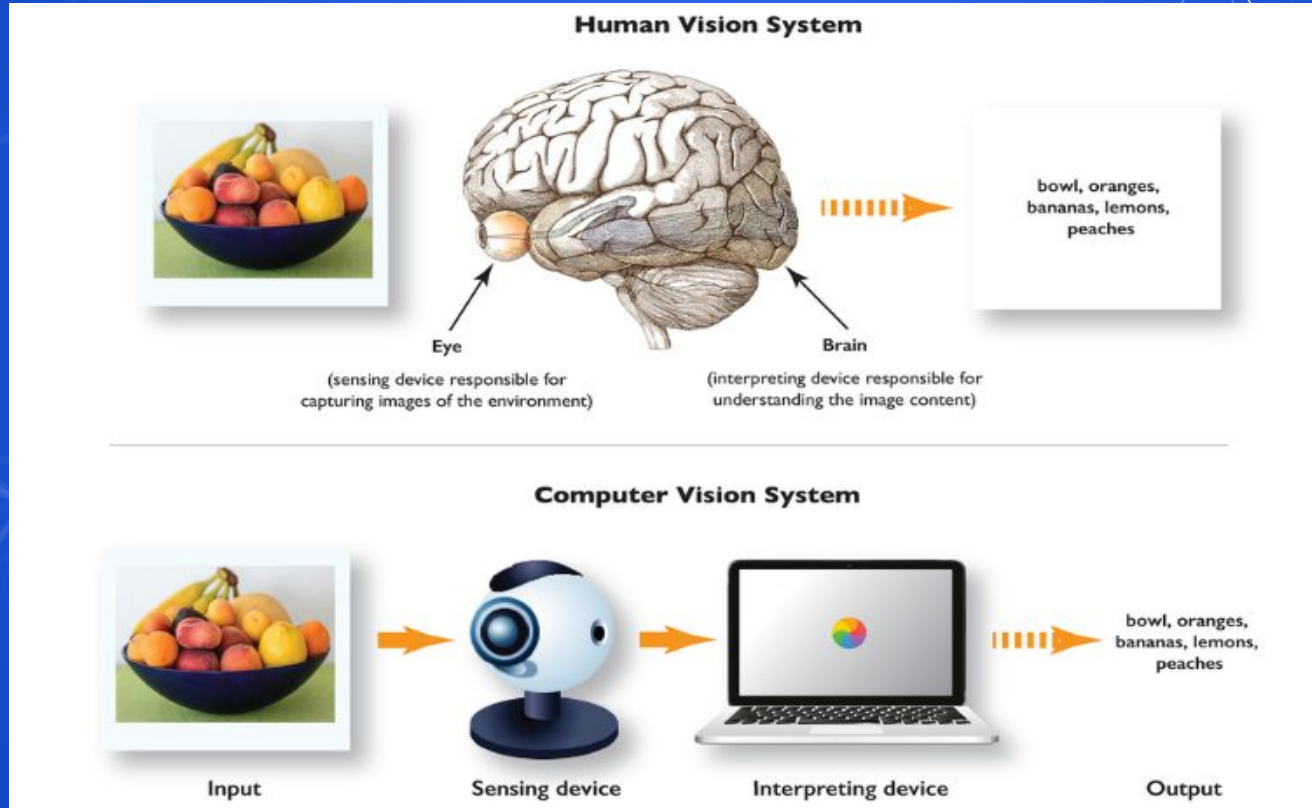 Human Vision System
bowl, oranges,
bananas, lemons,
peaches
Eye
(sensing device responsible for
capturing images of the environment)
Brain
(interpreting device responsible for
understanding the image content)
Computer Vision System
bowl, oranges,
bananas, lemons,
peaches
Input
Sensing device
Interpreting device
Output